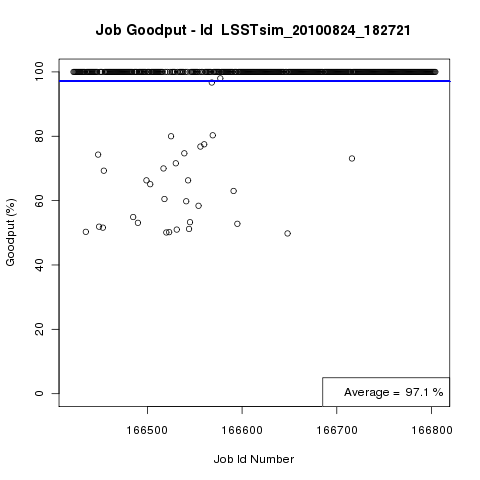 Job Goodput - Id LSSTsim_20100824_182721
Goodput (%)
100
80
60
40
20
0
Average = 97.1 %
166500 166600 166700 166800
Job Id Number